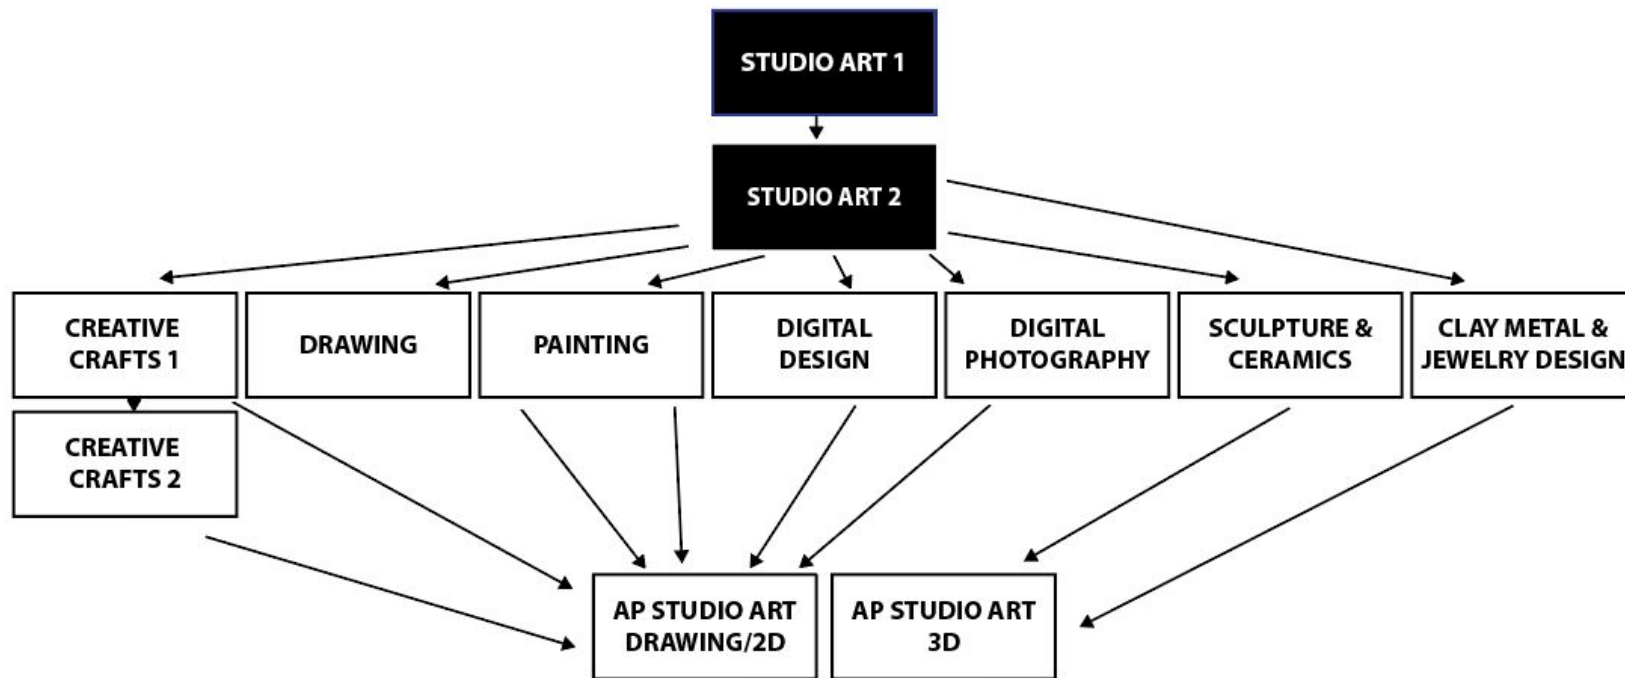 STUDIO ART 1
STUDIO ART 2
CREATIVE
CRAFTS 1
DRAWING
PAINTING
DIGITAL
DESIGN
DIGITAL
PHOTOGRAPHY
SCULPTURE &
CERAMICS
CLAY METAL &
JEWELRY DESIGN
CREATIVE
CRAFTS 2
AP STUDIO ART
DRAWING/2D
AP STUDIO ART
3D